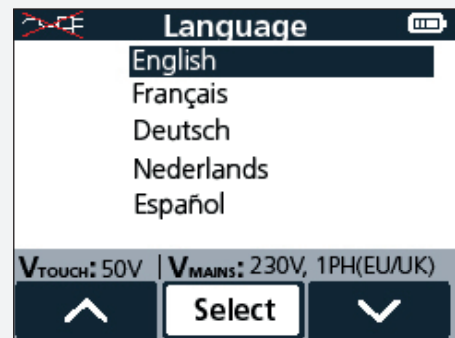 Language
English
Français
Deutsch
Nederlands
Español
VTOUCH: 50V | VMAINS: 230V, 1PH(EU/UK)
Select